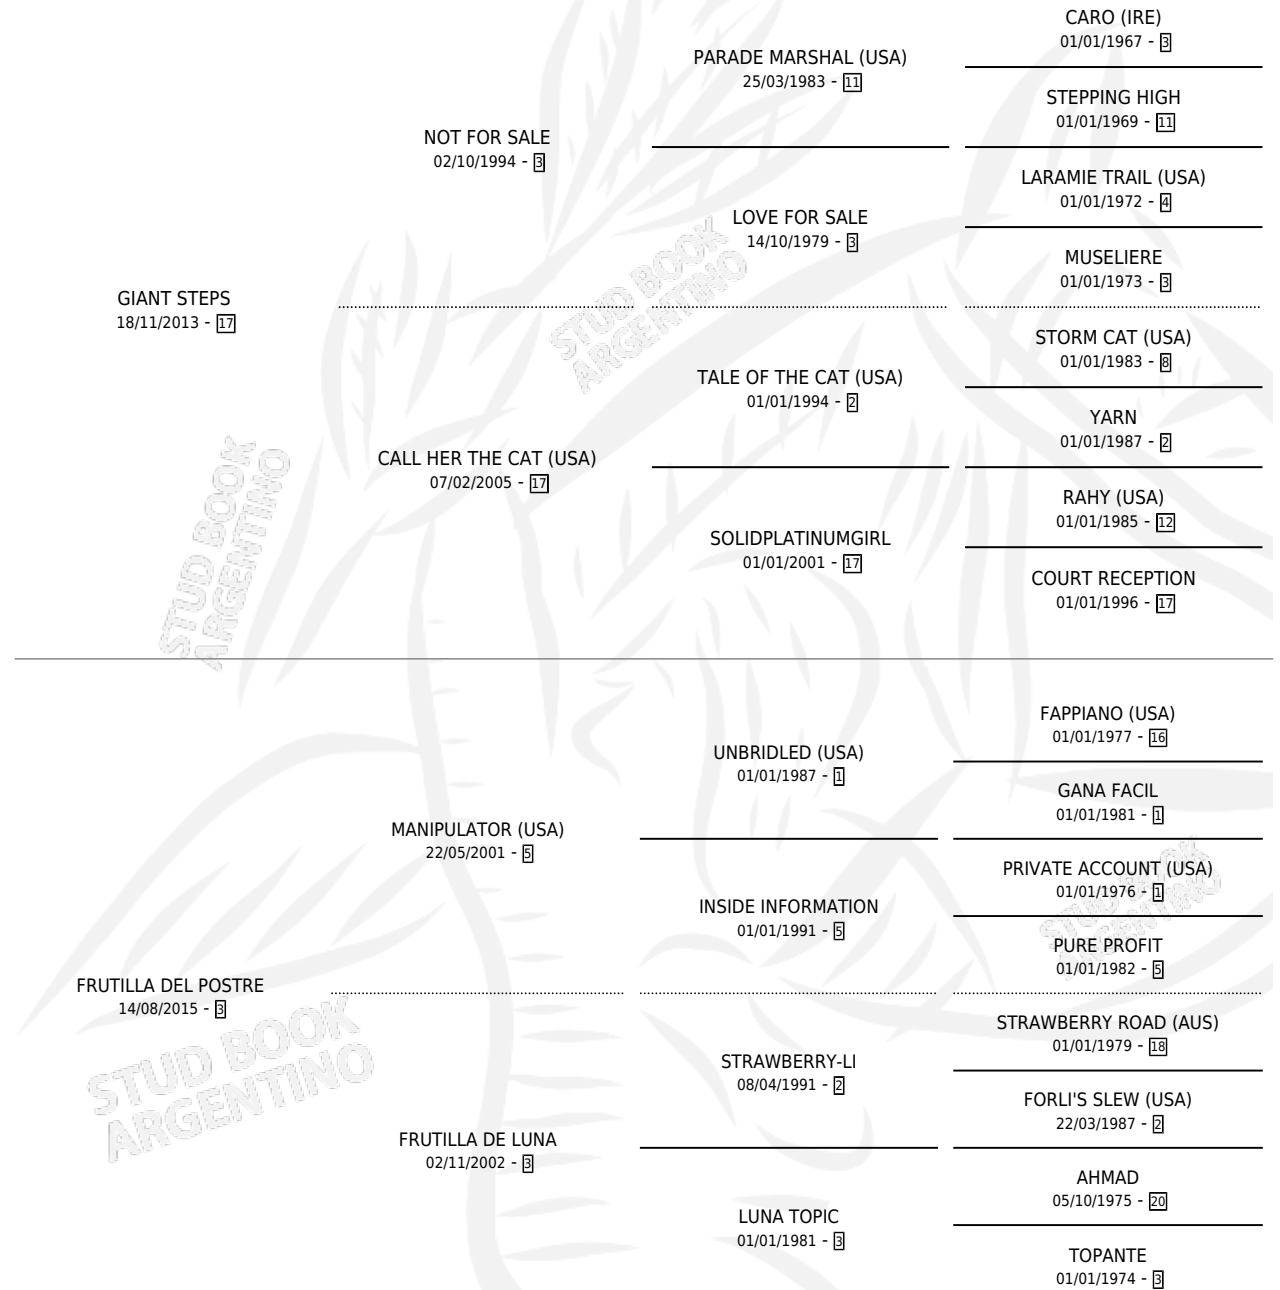 CARO (IRE)
01/01/1967 - 3
PARADE MARSHAL (USA)
25/03/1983 - 11
STEPPING HIGH
01/01/1969 - 11
NOT FOR SALE
02/10/1994 - 3
LARAMIE TRAIL (USA)
01/01/1972 - 4
LOVE FOR SALE
14/10/1979 - 3
MUSELIERE
01/01/1973 - 3
GIANT STEPS
18/11/2013 - 17
STORM CAT (USA)
01/01/1983 - 8
TALE OF THE CAT (USA)
01/01/1994 - 2
YARN
01/01/1987 - 2
CALL HER THE CAT (USA)
07/02/2005 - 17
RAHY (USA)
01/01/1985 - 12
SOLIDPLATINUMGIRL
01/01/2001 - 17
COURT RECEPTION
01/01/1996 - 17
FAPPIANO (USA)
01/01/1977 - 16
UNBRIDLED (USA)
01/01/1987 - 1
GANA FACIL
01/01/1981 - 1
MANIPULATOR (USA)
22/05/2001 - 5
PRIVATE ACCOUNT (USA)
01/01/1976 - 1
INSIDE INFORMATION
01/01/1991 - 5
PURE PROFIT
01/01/1982 - 5
FRUTILLA DEL POSTRE
14/08/2015 - 3
STRAWBERRY ROAD (AUS)
01/01/1979 - 18
STRAWBERRY-LI
08/04/1991 - 2
FORLI'S SLEW (USA)
22/03/1987 - 2
FRUTILLA DE LUNA
02/11/2002 - 3
AHMAD
05/10/1975 - 20
LUNA TOPIC
01/01/1981 - 3
TOPANTE
01/01/1974 - 3
STUD BOOK
ARGENTINO
STUD BOOK
ARGENTINO
STUD BOOK
ARGENTINO
STUD BOOK
ARGENTINO